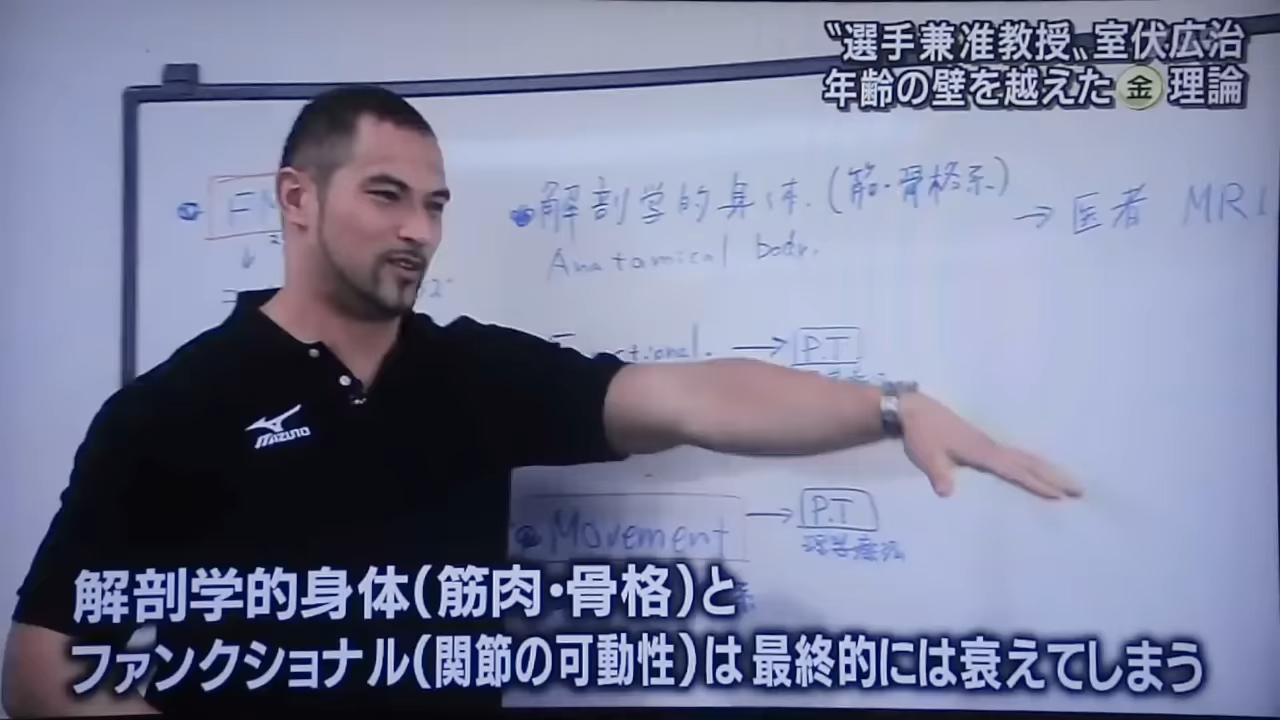 〝選手兼准教授〟室伏広治
年齢の壁を越えた㊎理論
解剖学的身体.(筋・骨格系)
→ 医者 MRI
Anatamical body.
→ P.T
MIZUNO
Movement → P.T
解剖学的身体(筋肉・骨格)と
ファンクショナル(関節の可動性)は最終的には衰えてしまう